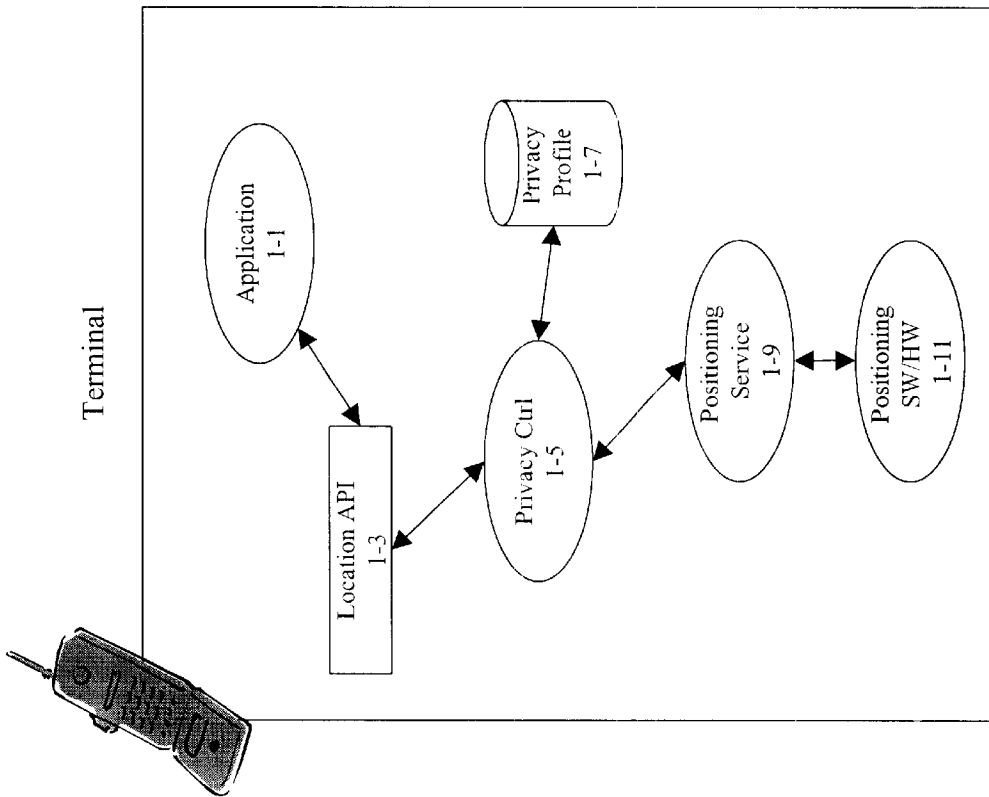 Terminal
Application
1-1
Location API
1-3
Privacy Ctrl
1-5
Privacy
Profile
1-7
Positioning
Service
1-9
Positioning
SW/HW
1-11